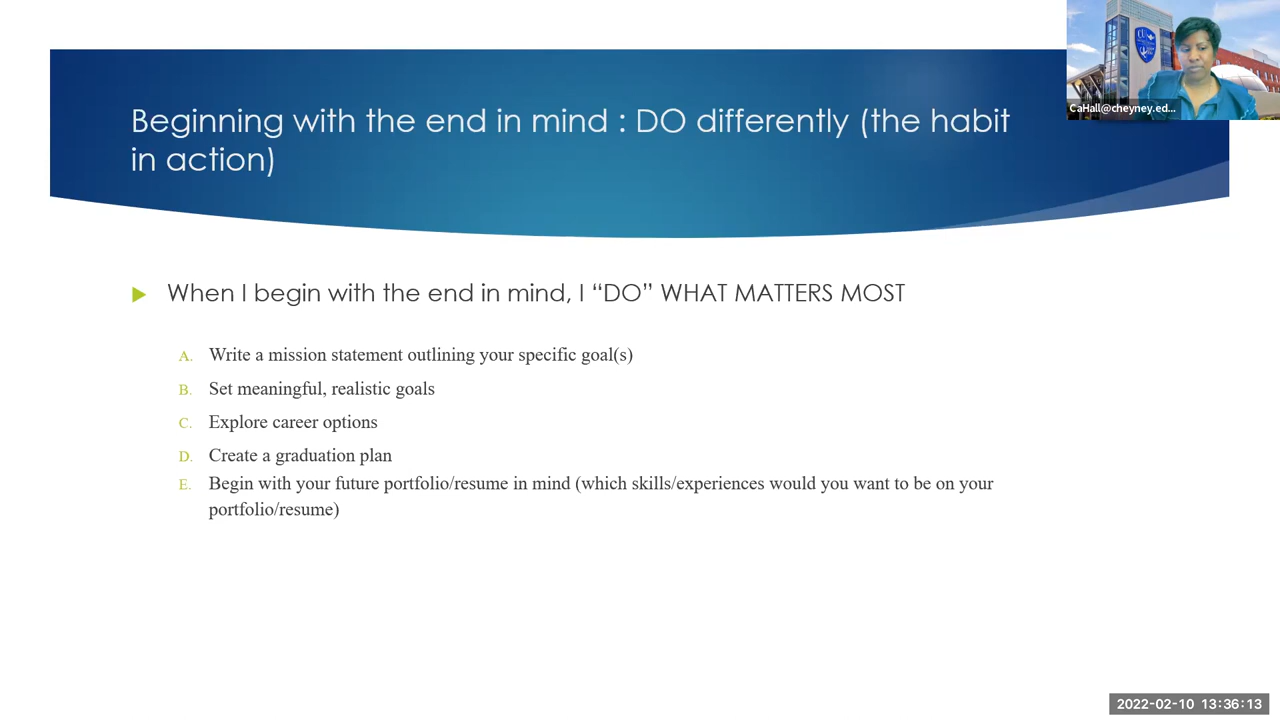 CaHall@cheyney.ed...
Beginning with the end in mind : DO differently (the habit
in action)
When I begin with the end in mind, I “DO” WHAT MATTERS MOST
A. Write a mission statement outlining your specific goal(s)
B. Set meaningful, realistic goals
C. Explore career options
D. Create a graduation plan
E. Begin with your future portfolio/resume in mind (which skills/experiences would you want to be on your
portfolio/resume)
2022-02-10 13:36:13